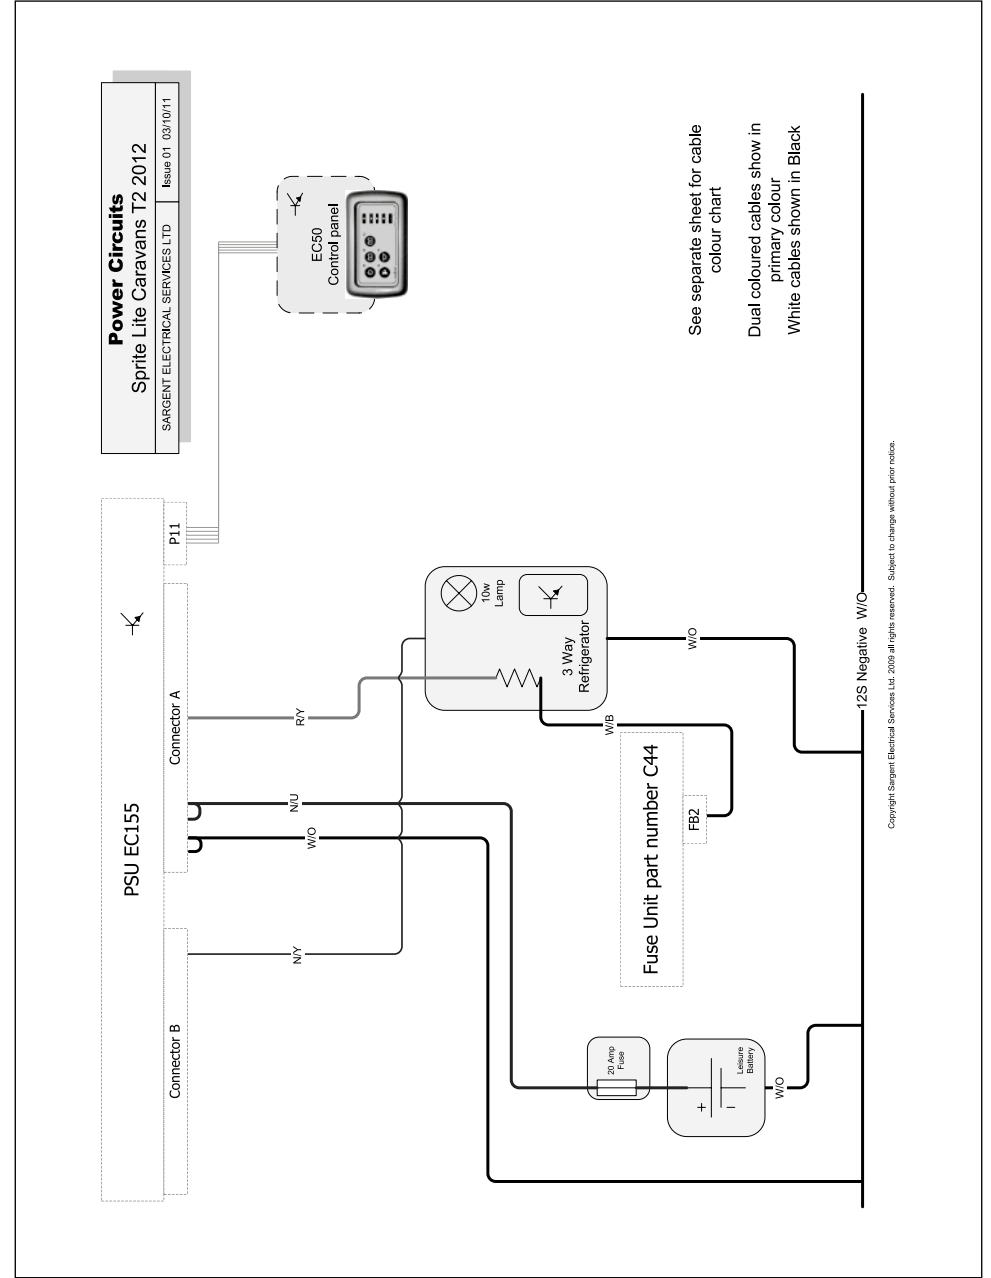 Power Circuits
Sprite Lite Caravans T2 2012
SARGENT ELECTRICAL SERVICES LTD
Issue 01 03/10/11
PSU EC155
Connector B
Connector A
P11
EC50
Control panel
N/Y
W/O
N/U
R/Y
10w
Lamp
3 Way
Refrigerator
W/B
W/O
Fuse Unit part number C44
FB2
20 Amp
Fuse
+
–
Leisure
Battery
W/O
See separate sheet for cable
colour chart
Dual coloured cables show in
primary colour
White cables shown in Black
12S Negative W/O
Copyright Sargent Electrical Services Ltd. 2009 all rights reserved. Subject to change without prior notice.